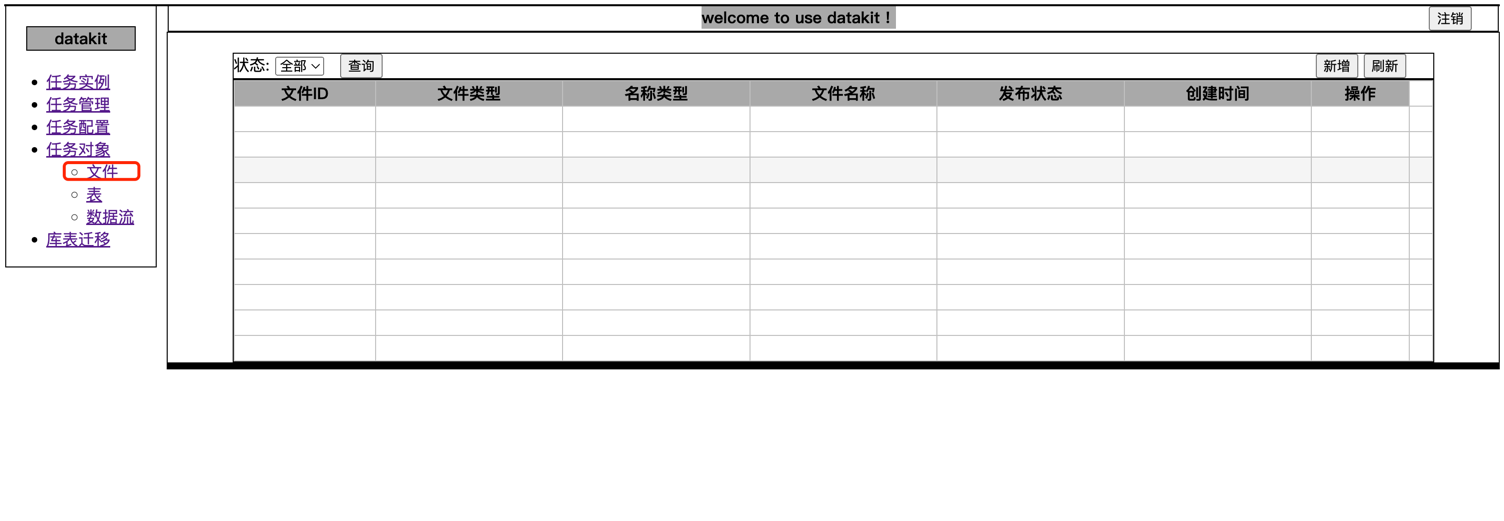 welcome to use datakit！
注销
datakit
任务实例
任务管理
任务配置
任务对象
文件
表
数据流
库表迁移
状态: 全部 查询 新增 刷新
文件ID 文件类型 名称类型 文件名称 发布状态 创建时间 操作